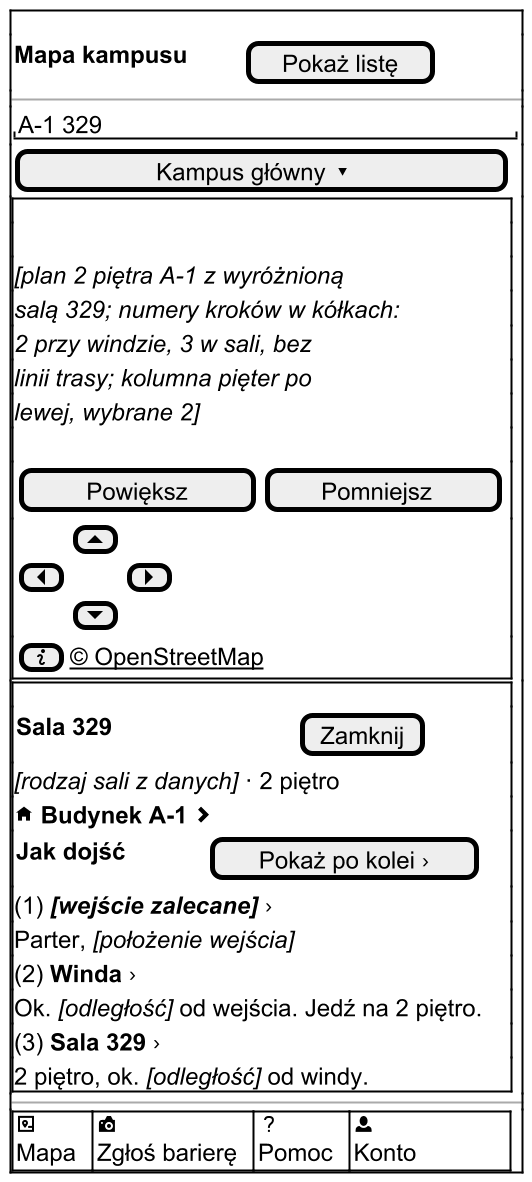 Mapa kampusu
Pokaż listę
A-1 329
Kampus główny ▾
[plan 2 piętra A-1 z wyróżnioną
salą 329; numery kroków w kółkach:
2 przy windzie, 3 w sali, bez
linii trasy; kolumna pięter po
lewej, wybrane 2]
Powiększ
Pomniejsz
i © OpenStreetMap
Sala 329
Zamknij
[rodzaj sali z danych] · 2 piętro
Budynek A-1
Jak dojść
Pokaż po kolei ›
(1) [wejście zalecane] ›
Parter, [położenie wejścia]
(2) Winda ›
Ok. [odległość] od wejścia. Jedź na 2 piętro.
(3) Sala 329 ›
2 piętro, ok. [odległość] od windy.
?
Mapa
Zgłoś barierę
Pomoc
Konto